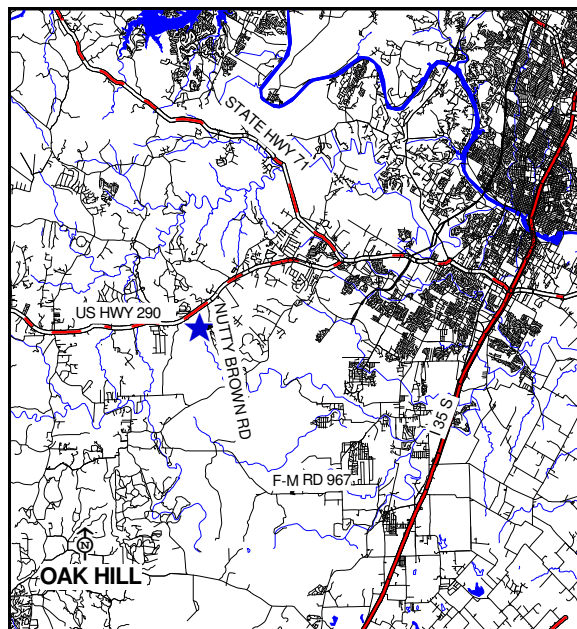 STATE HWY 71
US HWY 290
NUTTY BROWN RD
I 35 S
F-M RD 967
N
OAK HILL